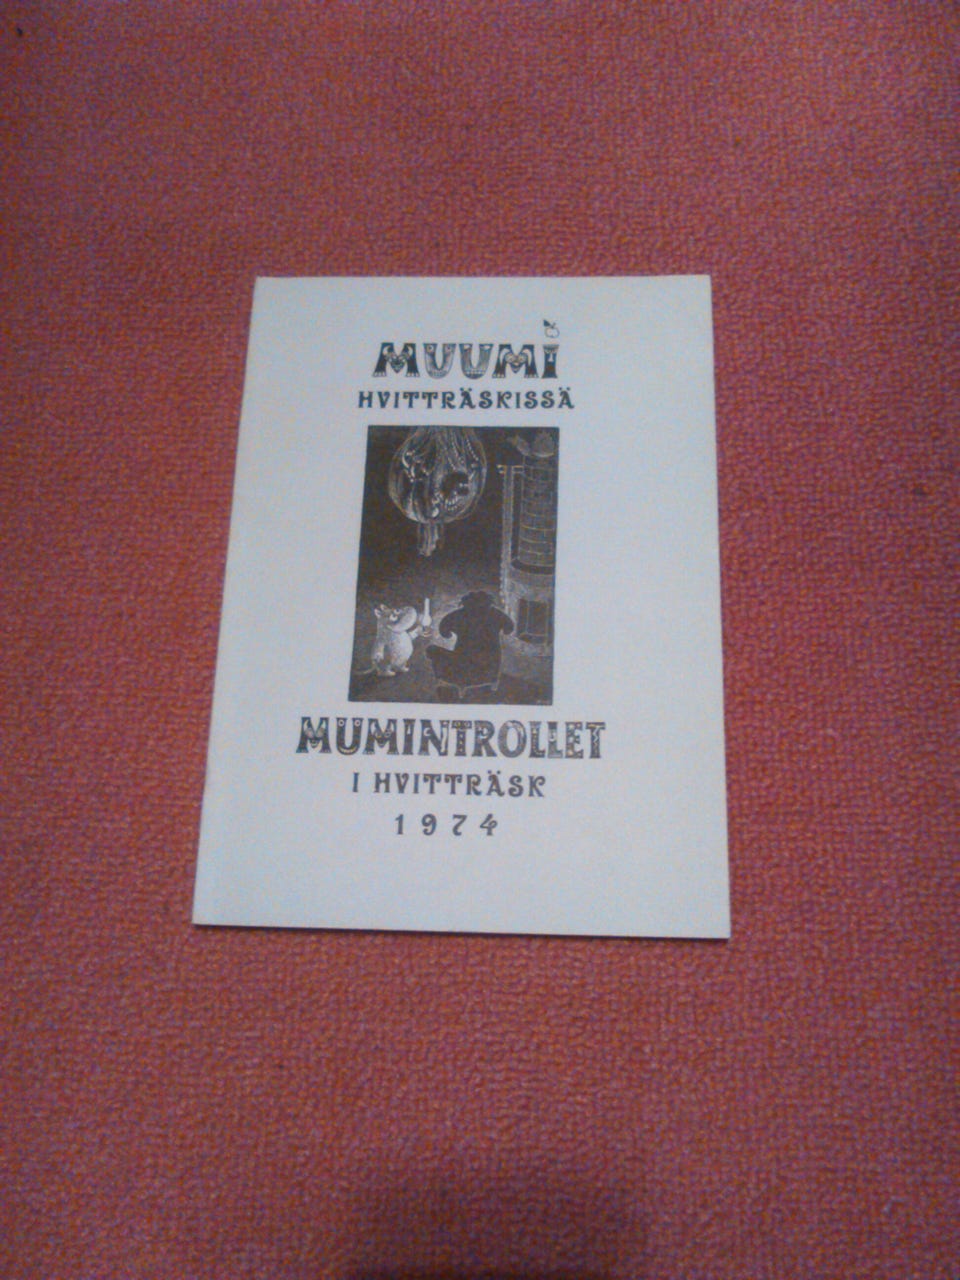 MUUMI
HVITTRÄSKISSÄ
MUMINTROLLET
I HVITTRÄSK
1974